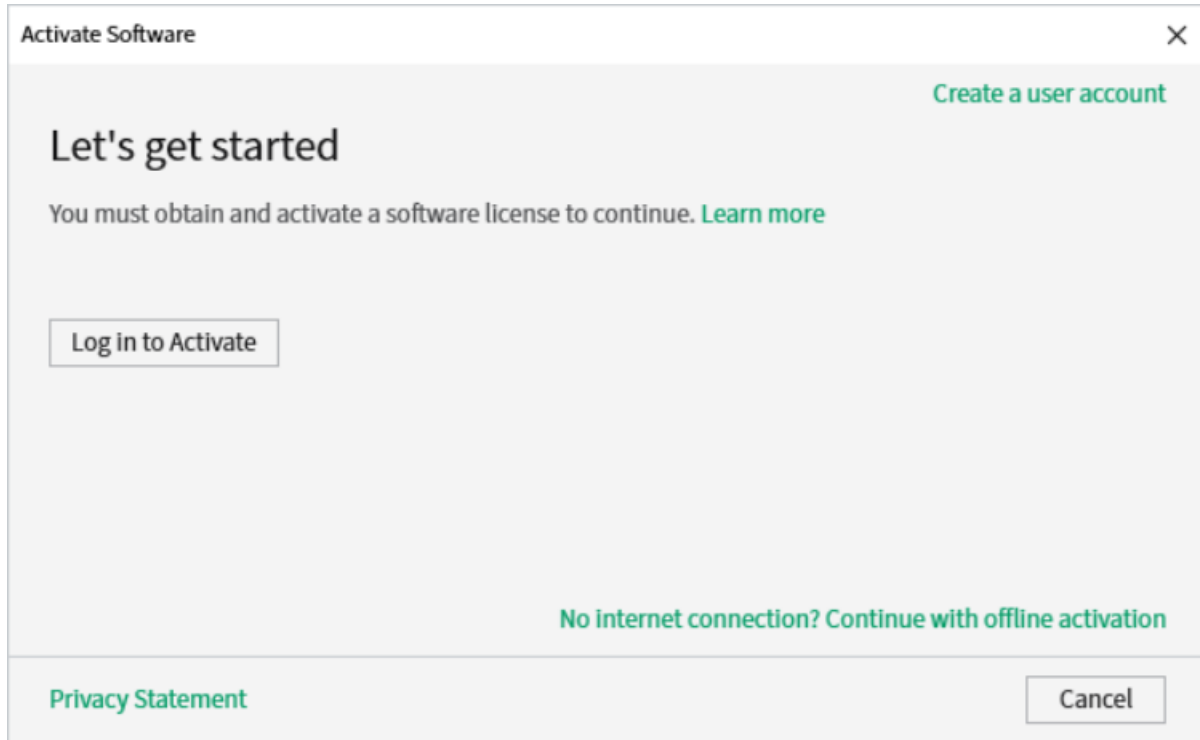 Activate Software
Create a user account
Let's get started
You must obtain and activate a software license to continue. Learn more
Log in to Activate
No internet connection? Continue with offline activation
Privacy Statement
Cancel